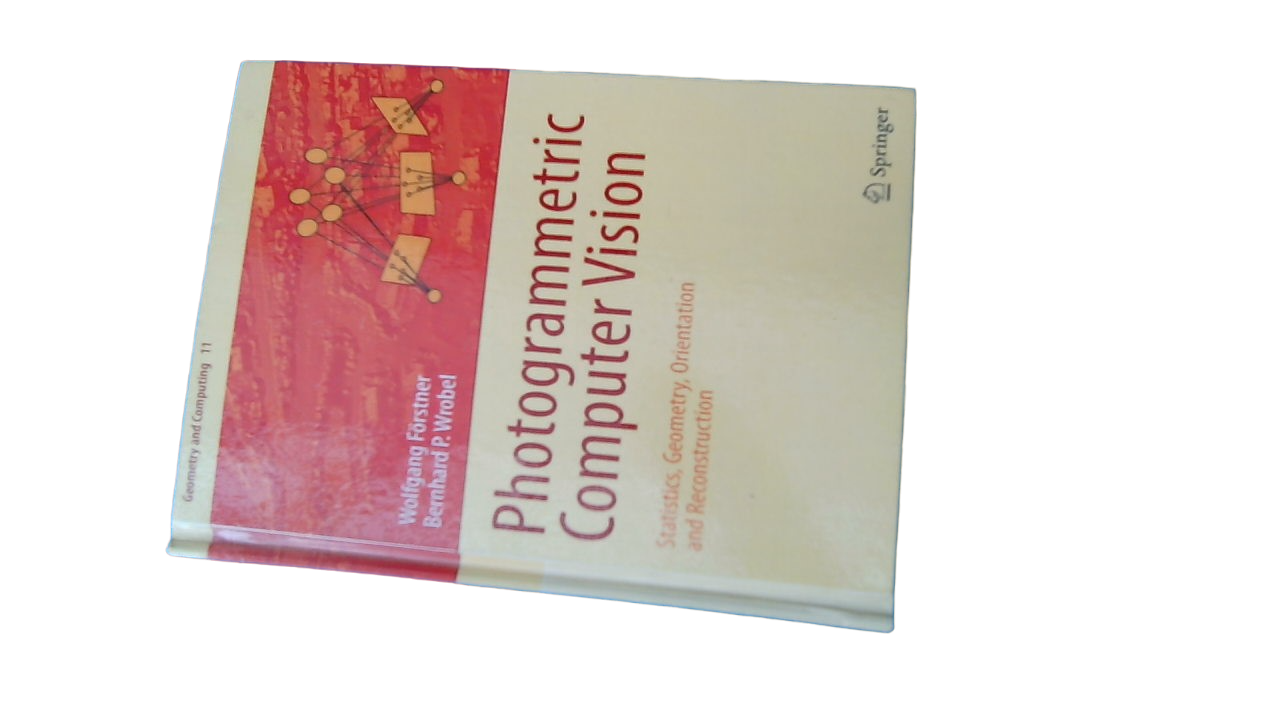 Geometry and Computing 11
Wolfgang Förstner
Bernhard P. Wrobel
Photogrammetric
Computer Vision
Statistics, Geometry, Orientation
and Reconstruction
Springer